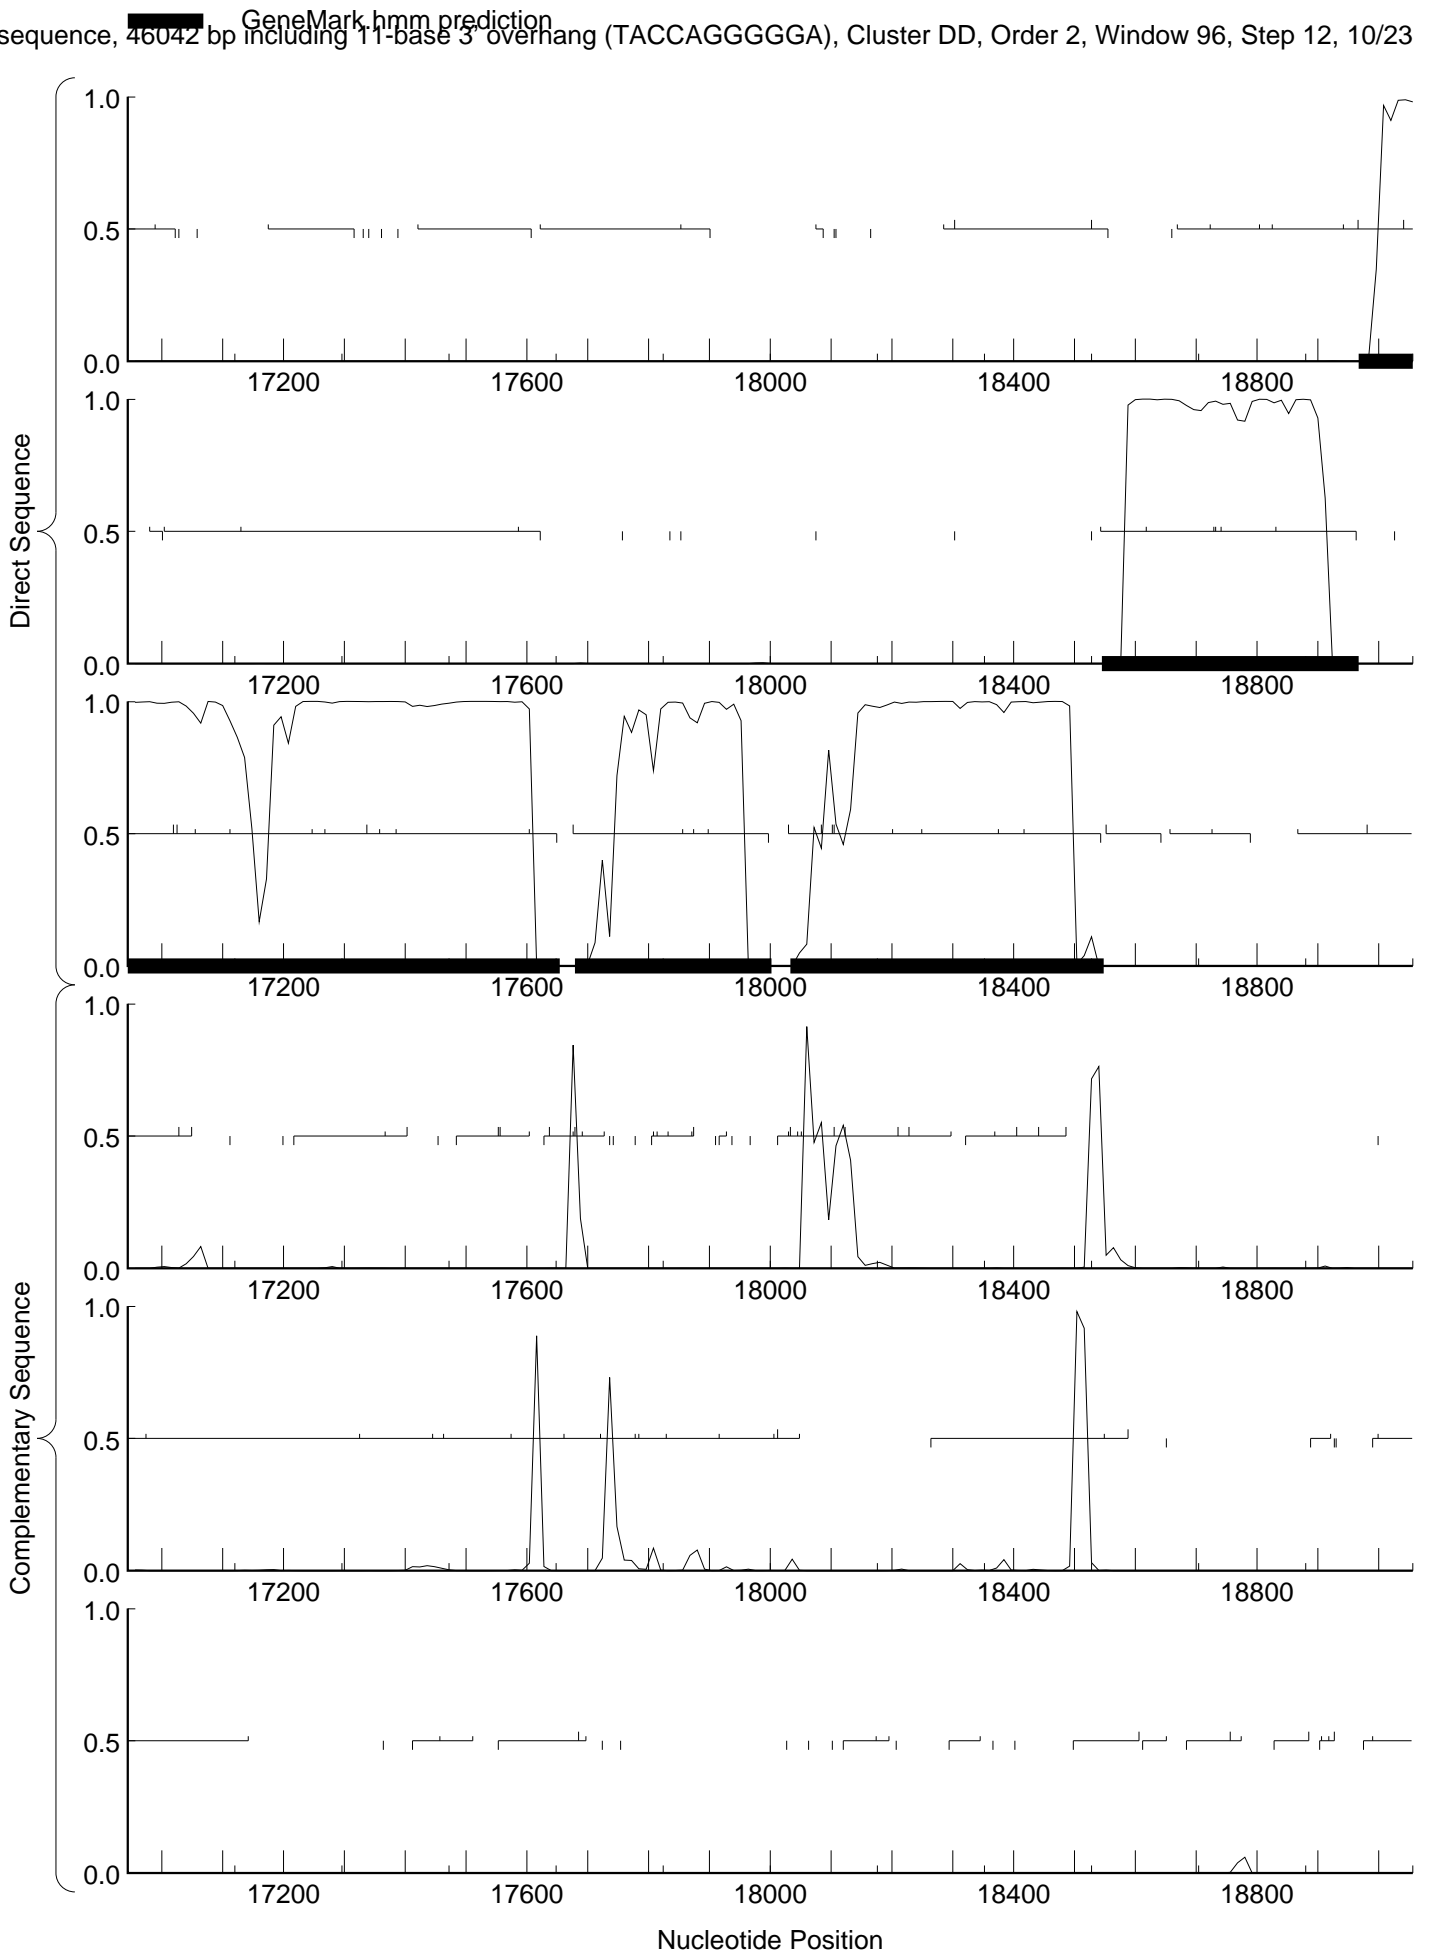 GeneMark.hmm prediction
sequence, 46042 bp including 11-base 3' overhang (TACCAGGGGGA), Cluster DD, Order 2, Window 96, Step 12, 10/23
1.0
0.5
0.0
17200 17600 18000 18400 18800
1.0
0.5
0.0
17200 17600 18000 18400 18800
1.0
0.5
0.0
17200 17600 18000 18400 18800
Direct Sequence
1.0
0.5
0.0
17200 17600 18000 18400 18800
1.0
0.5
0.0
17200 17600 18000 18400 18800
1.0
0.5
0.0
17200 17600 18000 18400 18800
Complementary Sequence
Nucleotide Position